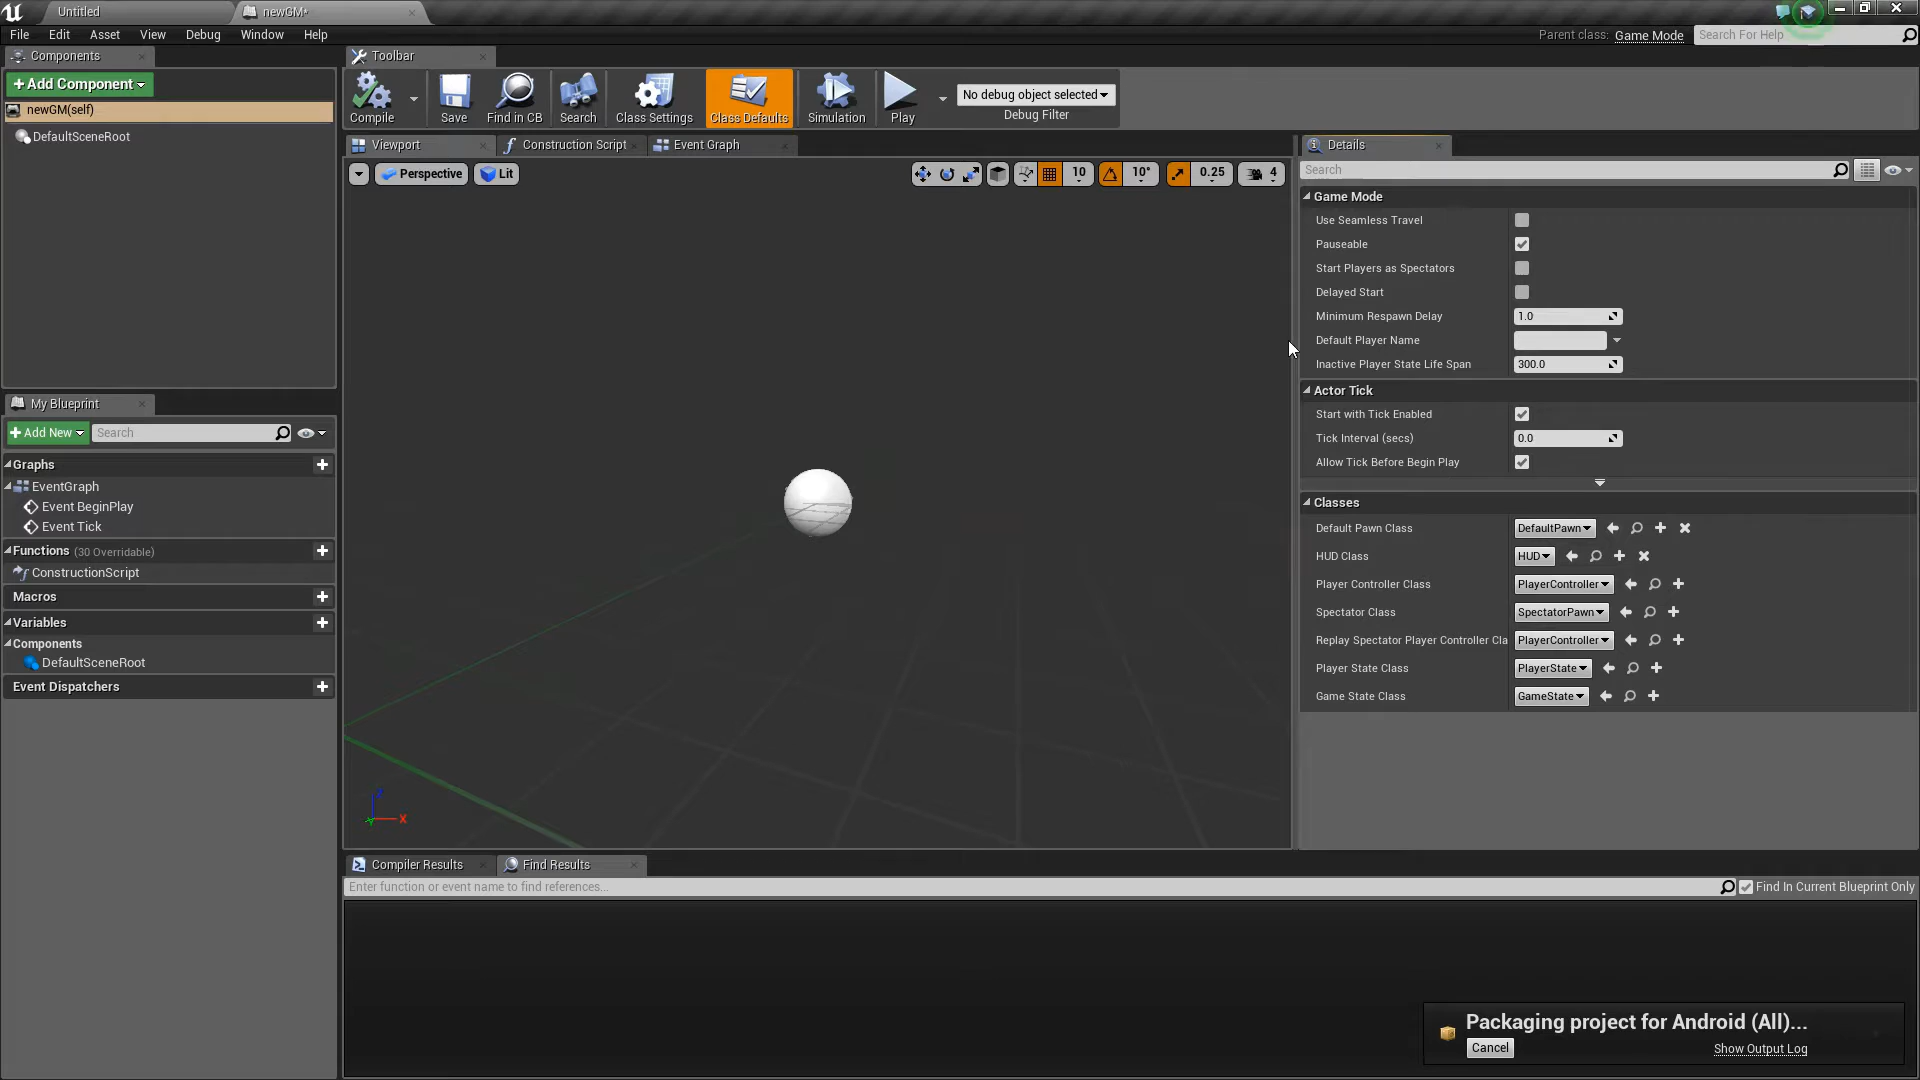 Untitled
newGM*
File Edit Asset View Debug Window Help
Parent class: Game Mode
Search For Help
Components
+ Add Component
newGM(self)
DefaultSceneRoot
My Blueprint
+ Add New
Search
Graphs
EventGraph
Event BeginPlay
Event Tick
Functions (30 Overridable)
ConstructionScript
Macros
Variables
Components
DefaultSceneRoot
Event Dispatchers
Toolbar
Compile
Save
Find in CB
Search
Class Settings
Class Defaults
Simulation
Play
No debug object selected
Debug Filter
Viewport
Construction Script
Event Graph
Perspective
Lit
10
10°
0.25
4
X
Compiler Results
Find Results
Enter function or event name to find references...
Find In Current Blueprint Only
Details
Search
Game Mode
Use Seamless Travel
Pauseable
Start Players as Spectators
Delayed Start
Minimum Respawn Delay 1.0
Default Player Name
Inactive Player State Life Span 300.0
Actor Tick
Start with Tick Enabled
Tick Interval (secs) 0.0
Allow Tick Before Begin Play
Classes
Default Pawn Class DefaultPawn
HUD Class HUD
Player Controller Class PlayerController
Spectator Class SpectatorPawn
Replay Spectator Player Controller Cla PlayerController
Player State Class PlayerState
Game State Class GameState
Packaging project for Android (All)...
Cancel
Show Output Log